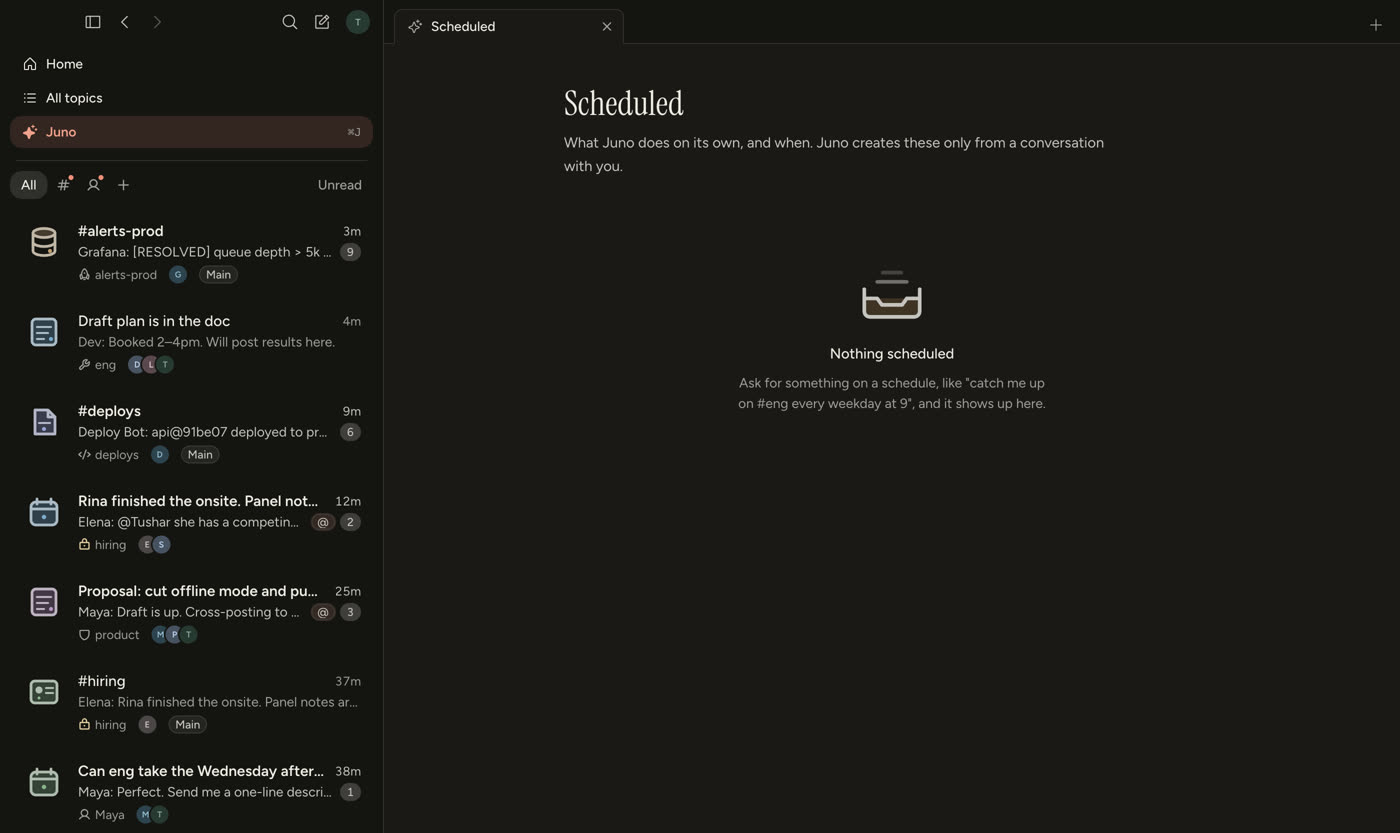 T
Home
All topics
Juno ⌘J
All
Unread
#alerts-prod 3m
Grafana: [RESOLVED] queue depth > 5k ... 9
alerts-prod G Main
Draft plan is in the doc 4m
Dev: Booked 2–4pm. Will post results here.
eng D L T
#deploys 9m
Deploy Bot: api@91be07 deployed to pr... 6
deploys D Main
Rina finished the onsite. Panel not... 12m
Elena: @Tushar she has a competin... @ 2
hiring E S
Proposal: cut offline mode and pu... 25m
Maya: Draft is up. Cross-posting to ... @ 3
product M P T
#hiring 37m
Elena: Rina finished the onsite. Panel notes ar...
hiring E Main
Can eng take the Wednesday after... 38m
Maya: Perfect. Send me a one-line descri... 1
Maya M T
Scheduled
Scheduled
What Juno does on its own, and when. Juno creates these only from a conversation
with you.
Nothing scheduled
Ask for something on a schedule, like "catch me up
on #eng every weekday at 9", and it shows up here.